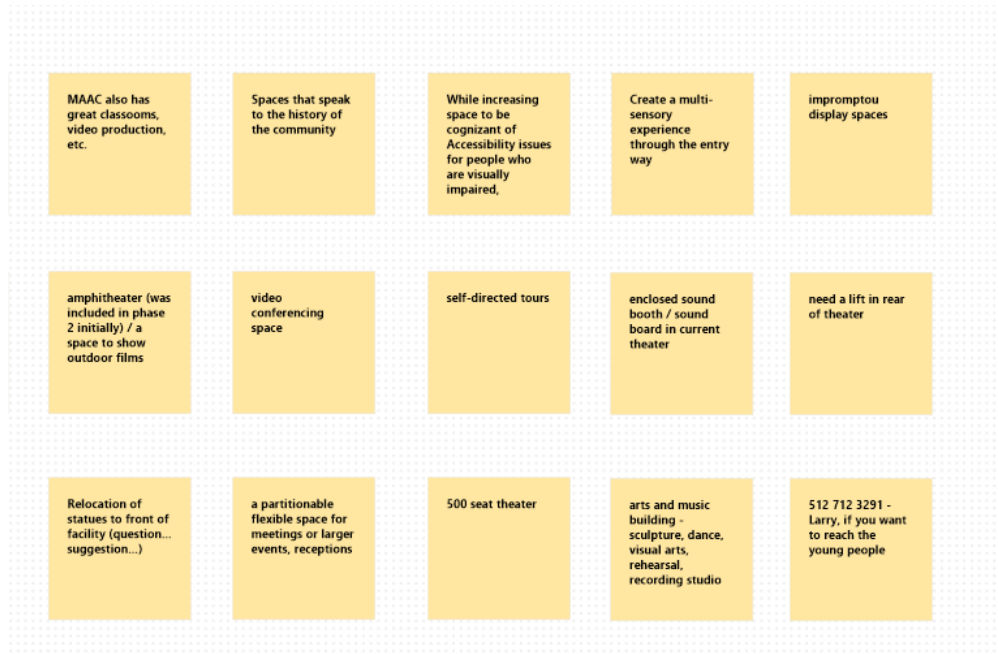 MAAC also has
great classooms,
video production,
etc.
Spaces that speak
to the history of
the community
While increasing
space to be
cognizant of
Accessibility issues
for people who
are visually
impaired,
Create a multi-
sensory
experience
through the entry
way
impromptou
display spaces
amphitheater (was
included in phase
2 initially) / a
space to show
outdoor films
video
conferencing
space
self-directed tours
enclosed sound
booth / sound
board in current
theater
need a lift in rear
of theater
Relocation of
statues to front of
facility (question...
suggestion...)
a partitionable
flexible space for
meetings or larger
events, receptions
500 seat theater
arts and music
building -
sculpture, dance,
visual arts,
rehearsal,
recording studio
512 712 3291 -
Larry, if you want
to reach the
young people